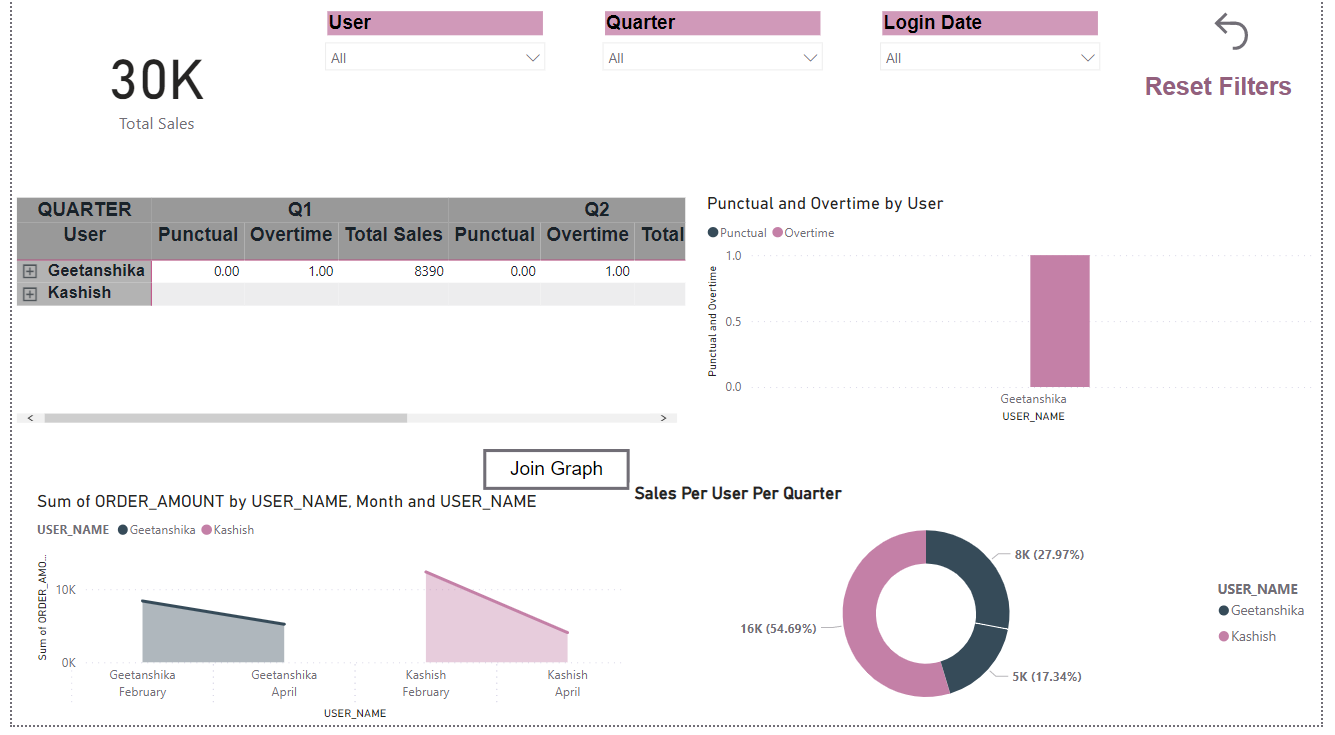 User
Quarter
Login Date
All
All
All
30K
Total Sales
Reset Filters
QUARTER Q1 Q2
User Punctual Overtime Total Sales Punctual Overtime Total
Geetanshika 0.00 1.00 8390 0.00 1.00
Kashish
Punctual and Overtime by User
Punctual Overtime
1.0
0.5
0.0
Punctual and Overtime
Geetanshika
USER_NAME
Join Graph
Sum of ORDER_AMOUNT by USER_NAME, Month and USER_NAME
USER_NAME Geetanshika Kashish
Sum of ORDER_AMO...
10K
0K
Geetanshika Geetanshika Kashish Kashish
February April February April
USER_NAME
Sales Per User Per Quarter
8K (27.97%)
16K (54.69%)
5K (17.34%)
USER_NAME
Geetanshika
Kashish